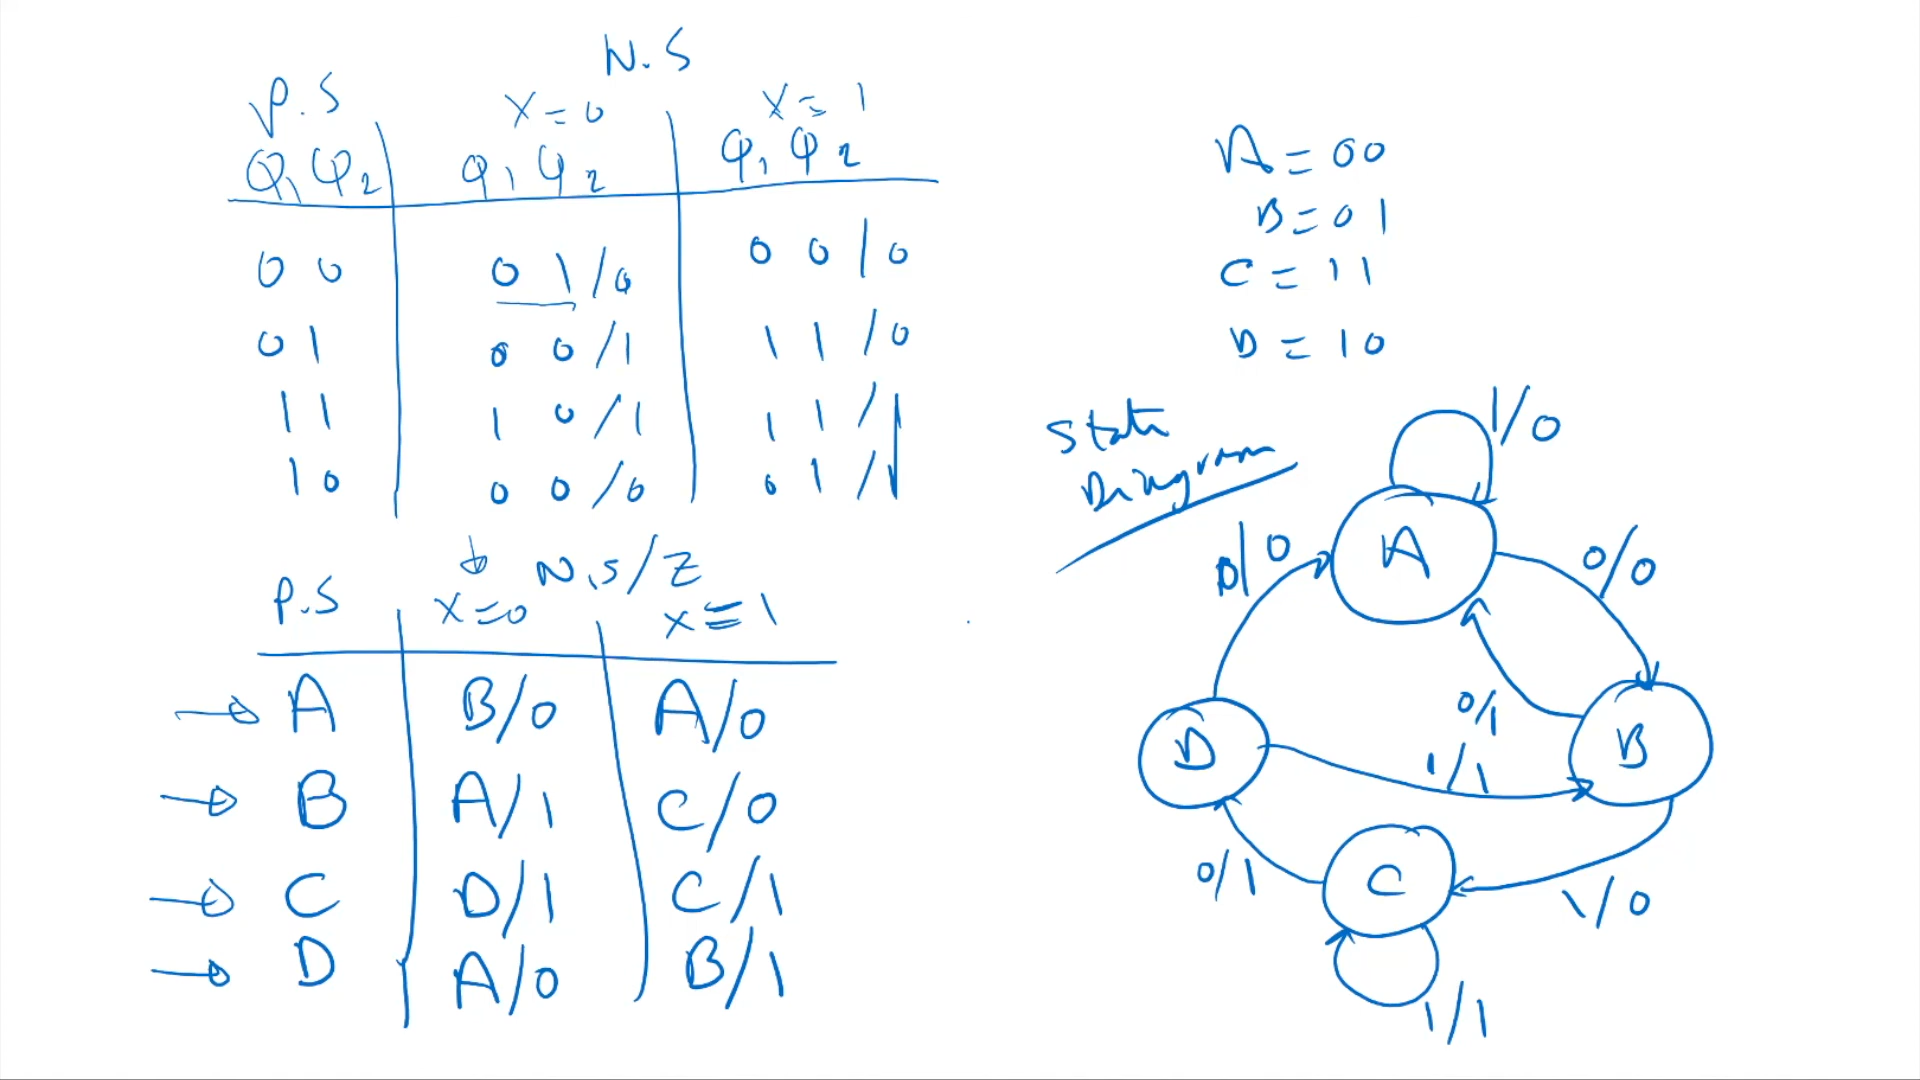 N.S
P.S X=0 X=1
Q1 Q2 Q1 Q2 Q1 Q2
0 0 0 1/0 0 0/0
0 1 0 0/1 1 1/0
1 1 1 0/1 1 1/1
1 0 0 0/0 0 1/1
N.S/Z
P.S X=0 X=1
A B/0 A/0
B A/1 C/0
C D/1 C/1
D A/0 B/1
A = 00
B = 01
C = 11
D = 10
State
Diagram
1/0
A
0/0
0/0
0/1
D
B
1/1
0/1
C
1/0
1/1